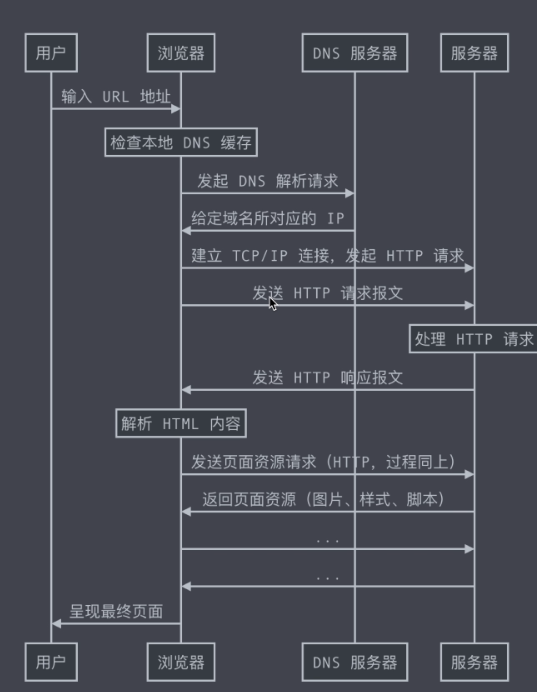 用户 浏览器 DNS 服务器 服务器
输入 URL 地址
检查本地 DNS 缓存
发起 DNS 解析请求
给定域名所对应的 IP
建立 TCP/IP 连接, 发起 HTTP 请求
发送 HTTP 请求报文
处理 HTTP 请求
发送 HTTP 响应报文
解析 HTML 内容
发送页面资源请求 (HTTP, 过程同上)
返回页面资源 (图片、样式、脚本)
...
...
呈现最终页面
用户 浏览器 DNS 服务器 服务器